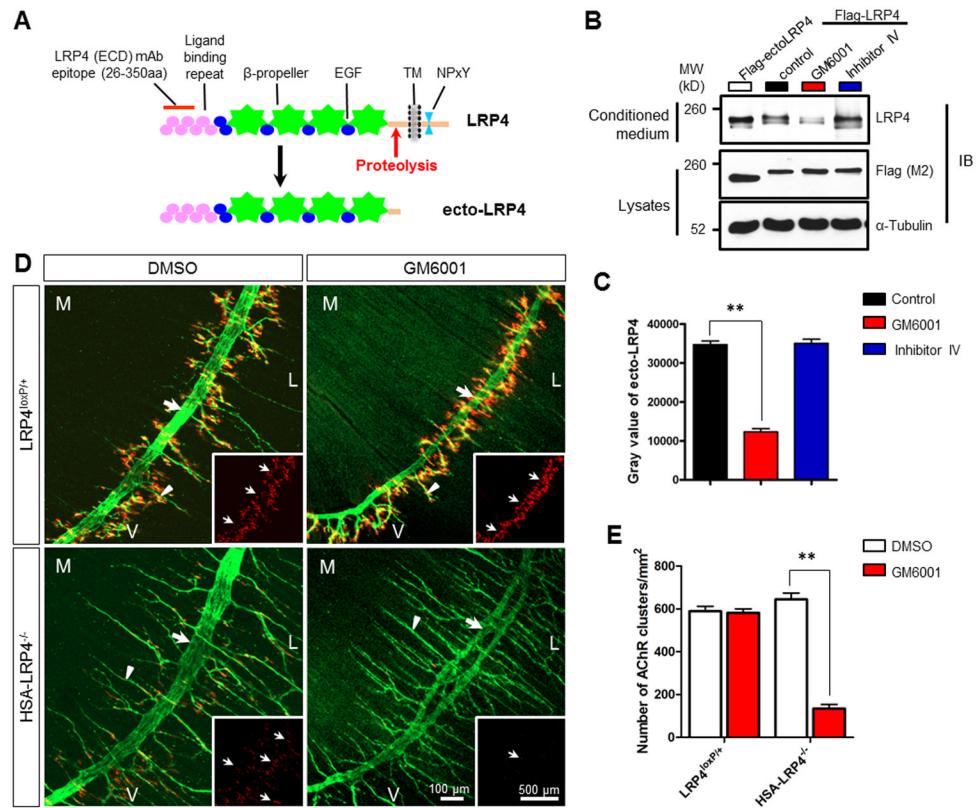 A
LRP4 (ECD) mAb
epitope (26-350aa)
Ligand
binding
repeat
β-propeller
EGF
TM
NPxY
LRP4
Proteolysis
ecto-LRP4
B
Flag-LRP4
Flag-ectoLRP4
control
GM6001
Inhibitor IV
MW
(kD)
Conditioned
medium
260
LRP4
260
Flag (M2)
Lysates
52
α-Tubulin
IB
C
Control
GM6001
Inhibitor IV
**
Gray value of ecto-LRP4
40000
30000
20000
10000
0
D
DMSO
GM6001
LRP4loxP/+
M
L
V
M
L
V
HSA-LRP4-/-
M
L
V
M
L
V
100 µm
500 µm
E
DMSO
GM6001
**
Number of AChR clusters/mm²
800
600
400
200
0
LRP4loxP/+
HSA-LRP4-/-